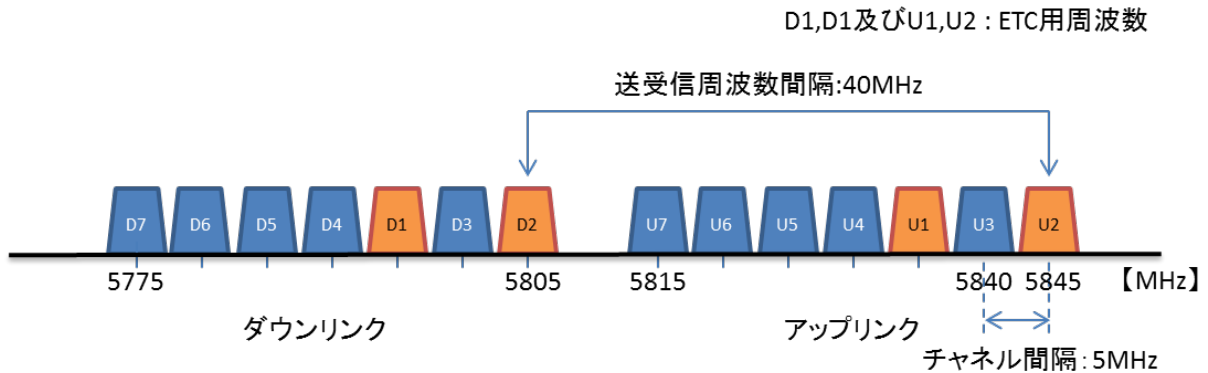 D1,D1及びU1,U2 : ETC用周波数
送受信周波数間隔:40MHz
D7 D6 D5 D4 D1 D3 D2 U7 U6 U5 U4 U1 U3 U2
5775 5805 5815 5840 5845 【MHz】
ダウンリンク アップリンク
チャネル間隔:5MHz